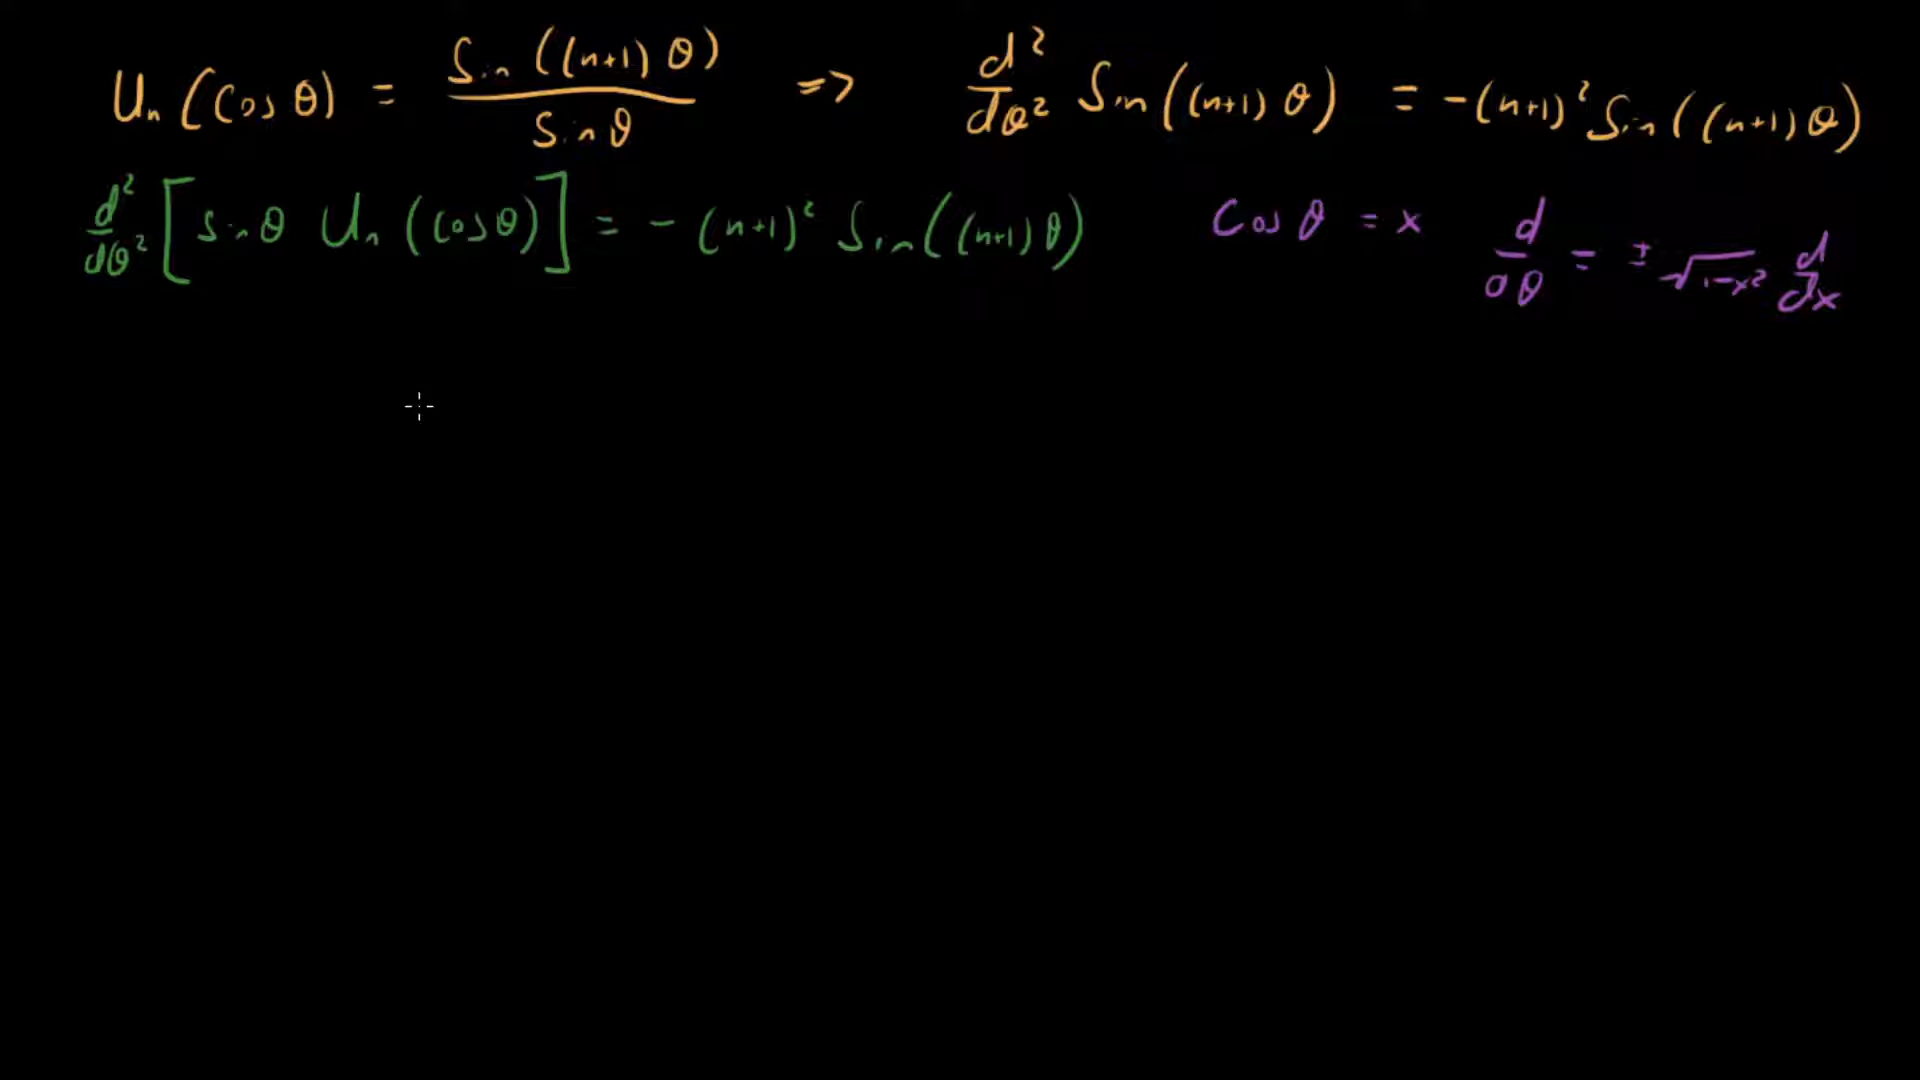 Uₙ(cos θ) = sin((n+1)θ) / sin θ => d²/dθ² sin((n+1)θ) = -(n+1)² sin((n+1)θ)
d²/dθ² [sin θ Uₙ(cos θ)] = -(n+1)² sin((n+1)θ) cos θ = x d/dθ = ±√(1-x²) d/dx